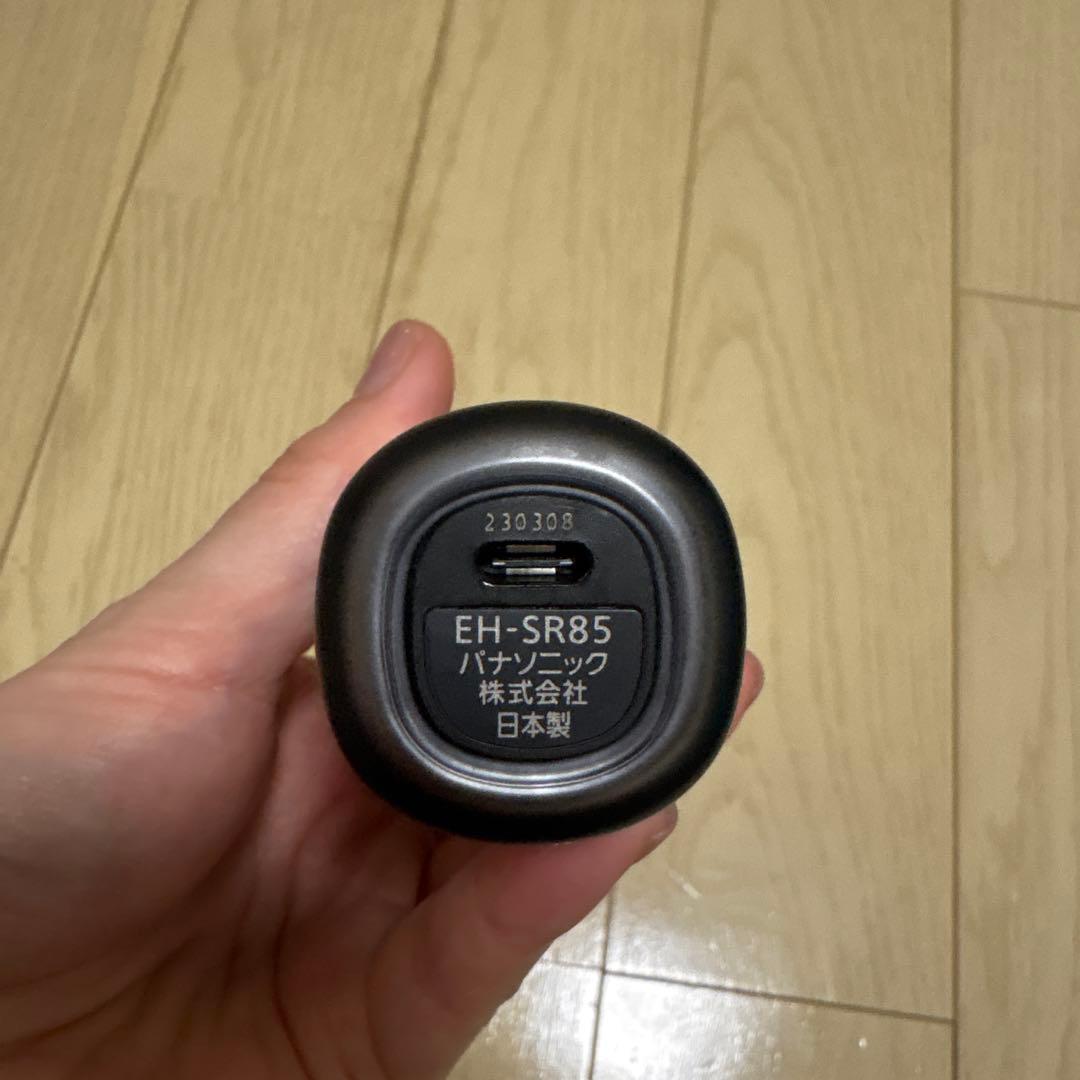 230308
EH-SR85
パナソニック
株式会社
日本製